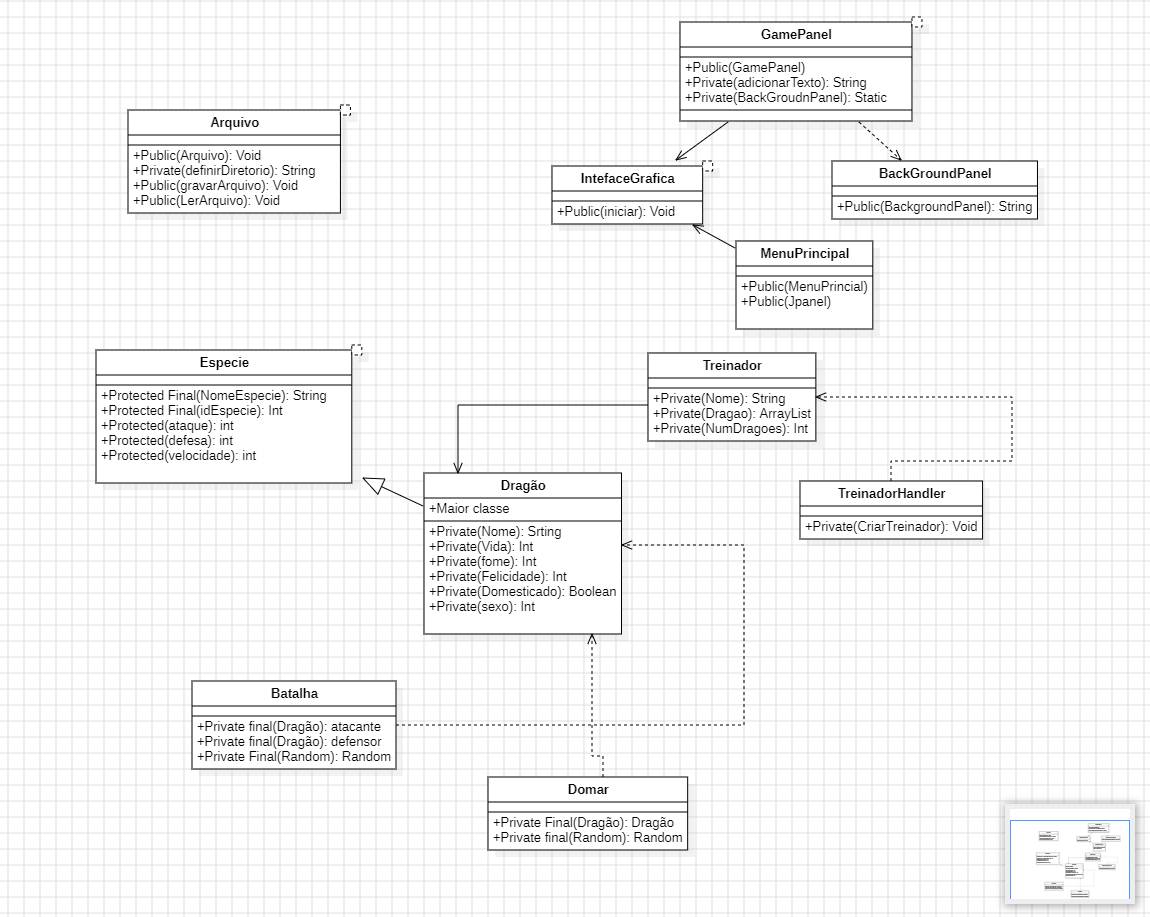 GamePanel
+Public(GamePanel)
+Private(adicionarTexto): String
+Private(BackGroudnPanel): Static
Arquivo
+Public(Arquivo): Void
+Private(definirDiretorio): String
+Public(gravarArquivo): Void
+Public(LerArquivo): Void
IntefaceGrafica
+Public(iniciar): Void
BackGroundPanel
+Public(BackgroundPanel): String
MenuPrincipal
+Public(MenuPrincial)
+Public(Jpanel)
Especie
+Protected Final(NomeEspecie): String
+Protected Final(idEspecie): Int
+Protected(ataque): int
+Protected(defesa): int
+Protected(velocidade): int
Treinador
+Private(Nome): String
+Private(Dragao): ArrayList
+Private(NumDragoes): Int
Dragão
+Maior classe
+Private(Nome): Srting
+Private(Vida): Int
+Private(fome): Int
+Private(Felicidade): Int
+Private(Domesticado): Boolean
+Private(sexo): Int
TreinadorHandler
+Private(CriarTreinador): Void
Batalha
+Private final(Dragão): atacante
+Private final(Dragão): defensor
+Private Final(Random): Random
Domar
+Private Final(Dragão): Dragão
+Private final(Random): Random